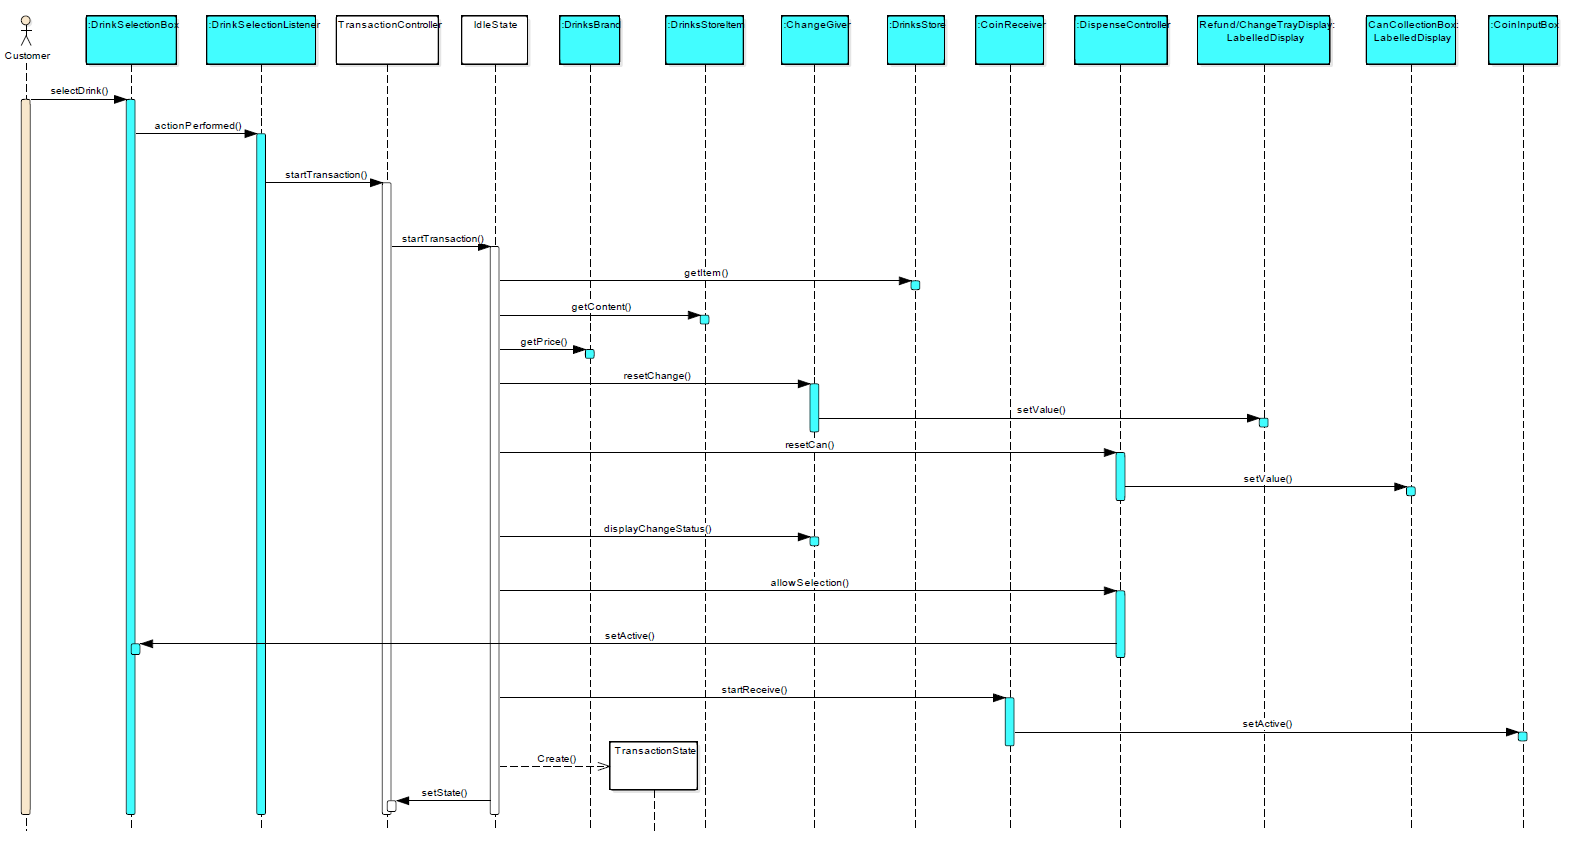 Customer
:DrinkSelectionBox
:DrinkSelectionListener
TransactionController
IdleState
:DrinksBrand
:DrinksStoreItem
:ChangeGiver
:DrinksStore
:CoinReceiver
:DispenseController
Refund/ChangeTrayDisplay:
LabelledDisplay
CanCollectionBox:
LabelledDisplay
:CoinInputBox
selectDrink()
actionPerformed()
startTransaction()
startTransaction()
getItem()
getContent()
getPrice()
resetChange()
setValue()
resetCan()
setValue()
displayChangeStatus()
allowSelection()
setActive()
startReceive()
setActive()
TransactionState
Create()
setState()